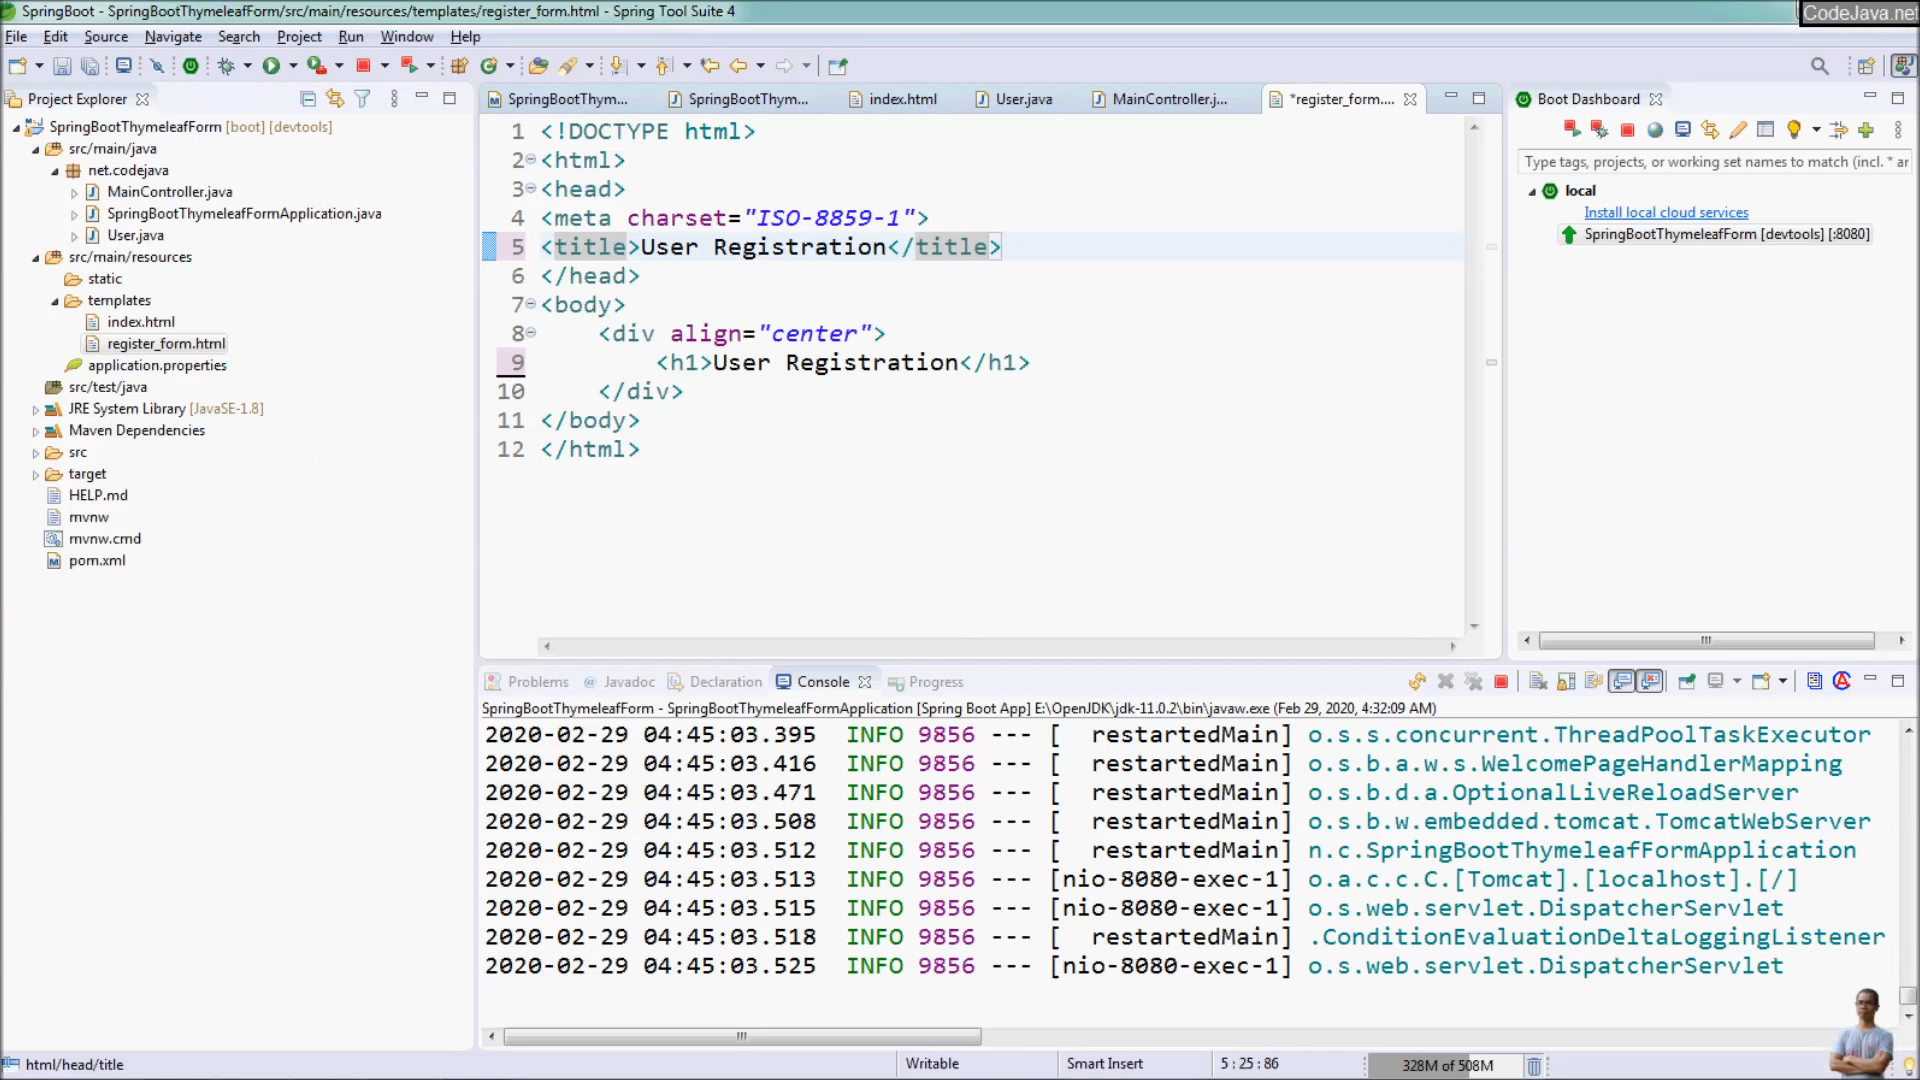 SpringBoot - SpringBootThymeleafForm/src/main/resources/templates/register_form.html - Spring Tool Suite 4
CodeJava.net
File Edit Source Navigate Search Project Run Window Help
Project Explorer
SpringBootThymeleafForm [boot] [devtools]
src/main/java
net.codejava
MainController.java
SpringBootThymeleafFormApplication.java
User.java
src/main/resources
static
templates
index.html
register_form.html
application.properties
src/test/java
JRE System Library [JavaSE-1.8]
Maven Dependencies
src
target
HELP.md
mvnw
mvnw.cmd
pom.xml
SpringBootThym... SpringBootThym... index.html User.java MainController.j... *register_form....
1 <!DOCTYPE html>
2 <html>
3 <head>
4 <meta charset="ISO-8859-1">
5 <title>User Registration</title>
6 </head>
7 <body>
8 <div align="center">
9 <h1>User Registration</h1>
10 </div>
11 </body>
12 </html>
Boot Dashboard
Type tags, projects, or working set names to match (incl. * ar
local
Install local cloud services
SpringBootThymeleafForm [devtools] [:8080]
Problems @ Javadoc Declaration Console Progress
SpringBootThymeleafForm - SpringBootThymeleafFormApplication [Spring Boot App] E:\OpenJDK\jdk-11.0.2\bin\javaw.exe (Feb 29, 2020, 4:32:09 AM)
2020-02-29 04:45:03.395 INFO 9856 --- [ restartedMain] o.s.s.concurrent.ThreadPoolTaskExecutor
2020-02-29 04:45:03.416 INFO 9856 --- [ restartedMain] o.s.b.a.w.s.WelcomePageHandlerMapping
2020-02-29 04:45:03.471 INFO 9856 --- [ restartedMain] o.s.b.d.a.OptionalLiveReloadServer
2020-02-29 04:45:03.508 INFO 9856 --- [ restartedMain] o.s.b.w.embedded.tomcat.TomcatWebServer
2020-02-29 04:45:03.512 INFO 9856 --- [ restartedMain] n.c.SpringBootThymeleafFormApplication
2020-02-29 04:45:03.513 INFO 9856 --- [nio-8080-exec-1] o.a.c.c.C.[Tomcat].[localhost].[/]
2020-02-29 04:45:03.515 INFO 9856 --- [nio-8080-exec-1] o.s.web.servlet.DispatcherServlet
2020-02-29 04:45:03.518 INFO 9856 --- [ restartedMain] .ConditionEvaluationDeltaLoggingListener
2020-02-29 04:45:03.525 INFO 9856 --- [nio-8080-exec-1] o.s.web.servlet.DispatcherServlet
html/head/title Writable Smart Insert 5 : 25 : 86 328M of 508M